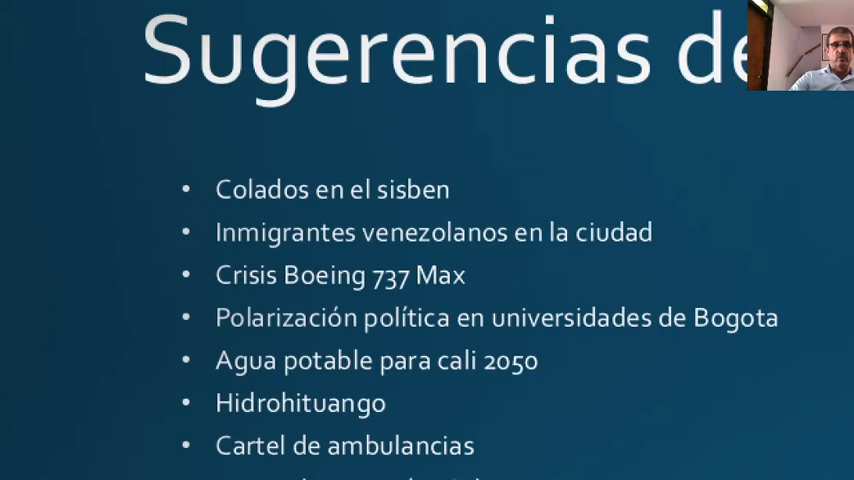 Sugerencias de
• Colados en el sisben
• Inmigrantes venezolanos en la ciudad
• Crisis Boeing 737 Max
• Polarización política en universidades de Bogota
• Agua potable para cali 2050
• Hidrohituango
• Cartel de ambulancias